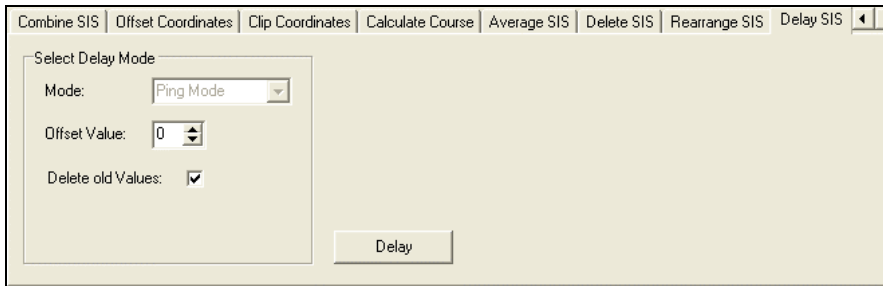 Combine SIS Offset Coordinates Clip Coordinates Calculate Course Average SIS Delete SIS Rearrange SIS Delay SIS
Select Delay Mode
Mode: Ping Mode
Offset Value: 0
Delete old Values:
Delay